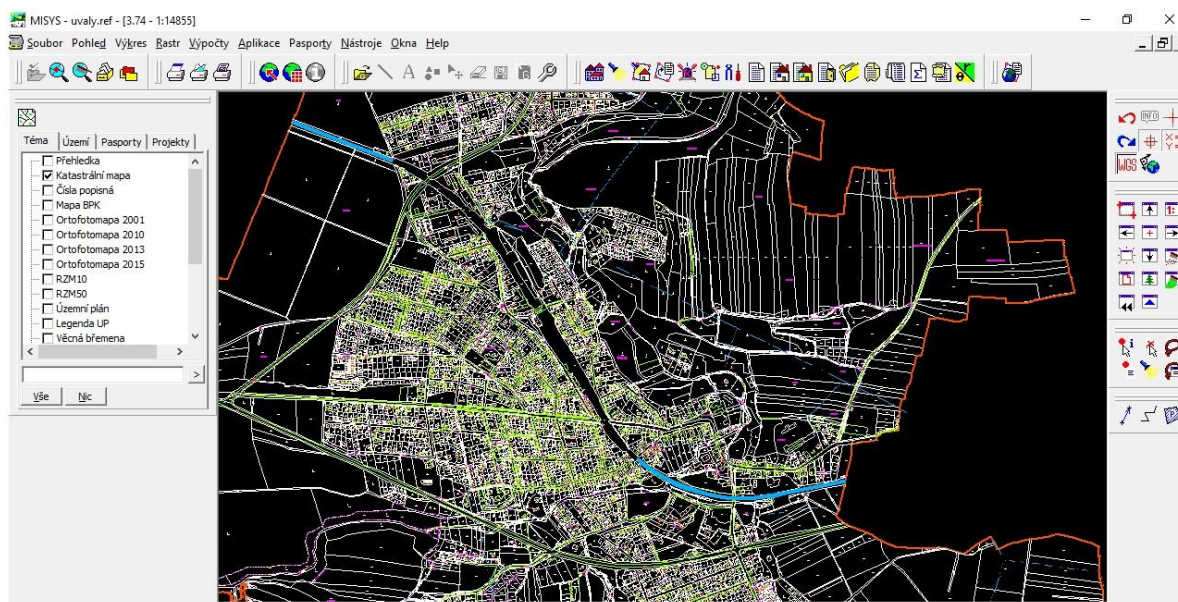 MISYS - uvaly.ref - [3.74 - 1:14855]
Soubor Pohled Výkres Rastr Výpočty Aplikace Pasporty Nástroje Okna Help
Téma Území Pasporty Projekty
Přehledka
Katastrální mapa
Čísla popisná
Mapa BPK
Ortofotomapa 2001
Ortofotomapa 2010
Ortofotomapa 2013
Ortofotomapa 2015
RZM10
RZM50
Územní plán
Legenda UP
Věcná břemena
Vše Nic
INFO
X=
Y=
WGS
1: